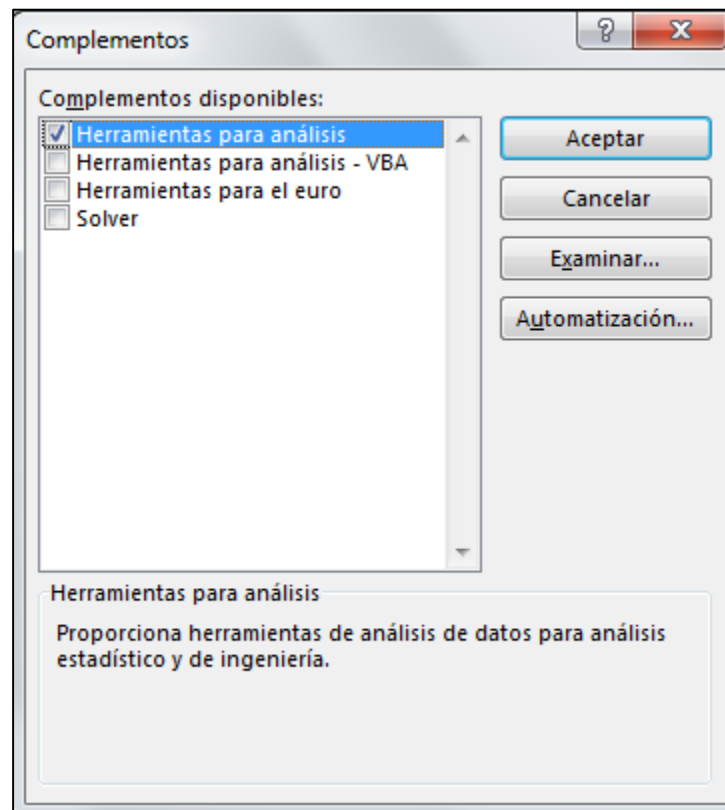 Complementos
Complementos disponibles:
Herramientas para análisis
Herramientas para análisis - VBA
Herramientas para el euro
Solver
Aceptar
Cancelar
Examinar...
Automatización...
Herramientas para análisis
Proporciona herramientas de análisis de datos para análisis
estadístico y de ingeniería.